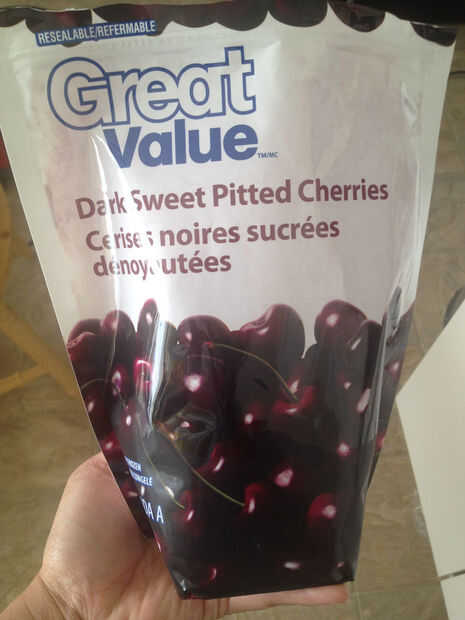 RESEALABLE/REFERMABLE
Great
Value TM/MC
Dark Sweet Pitted Cherries
Cerises noires sucrées
dénoyautées
A A